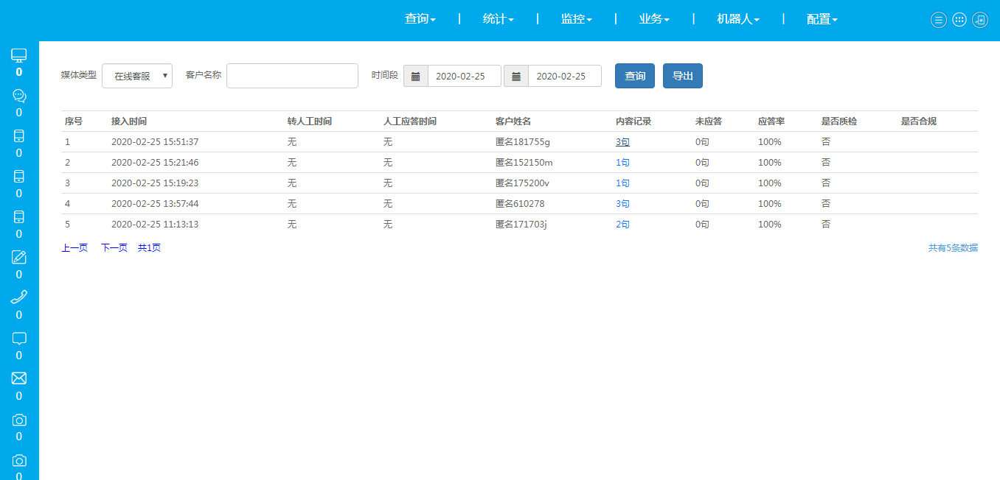 查询 | 统计 | 监控 | 业务 | 机器人 | 配置
0
0
0
0
0
0
0
0
0
0
0
媒体类型 在线客服 客户名称 时间段 2020-02-25 2020-02-25 查询 导出
序号 接入时间 转人工时间 人工应答时间 客户姓名 内容记录 未应答 应答率 是否质检 是否合规
1 2020-02-25 15:51:37 无 无 匿名181755g 3句 0句 100% 否
2 2020-02-25 15:21:46 无 无 匿名152150m 1句 0句 100% 否
3 2020-02-25 15:19:23 无 无 匿名175200v 1句 0句 100% 否
4 2020-02-25 13:57:44 无 无 匿名610278 3句 0句 100% 否
5 2020-02-25 11:13:13 无 无 匿名171703j 2句 0句 100% 否
上一页 下一页 共1页 共有5条数据